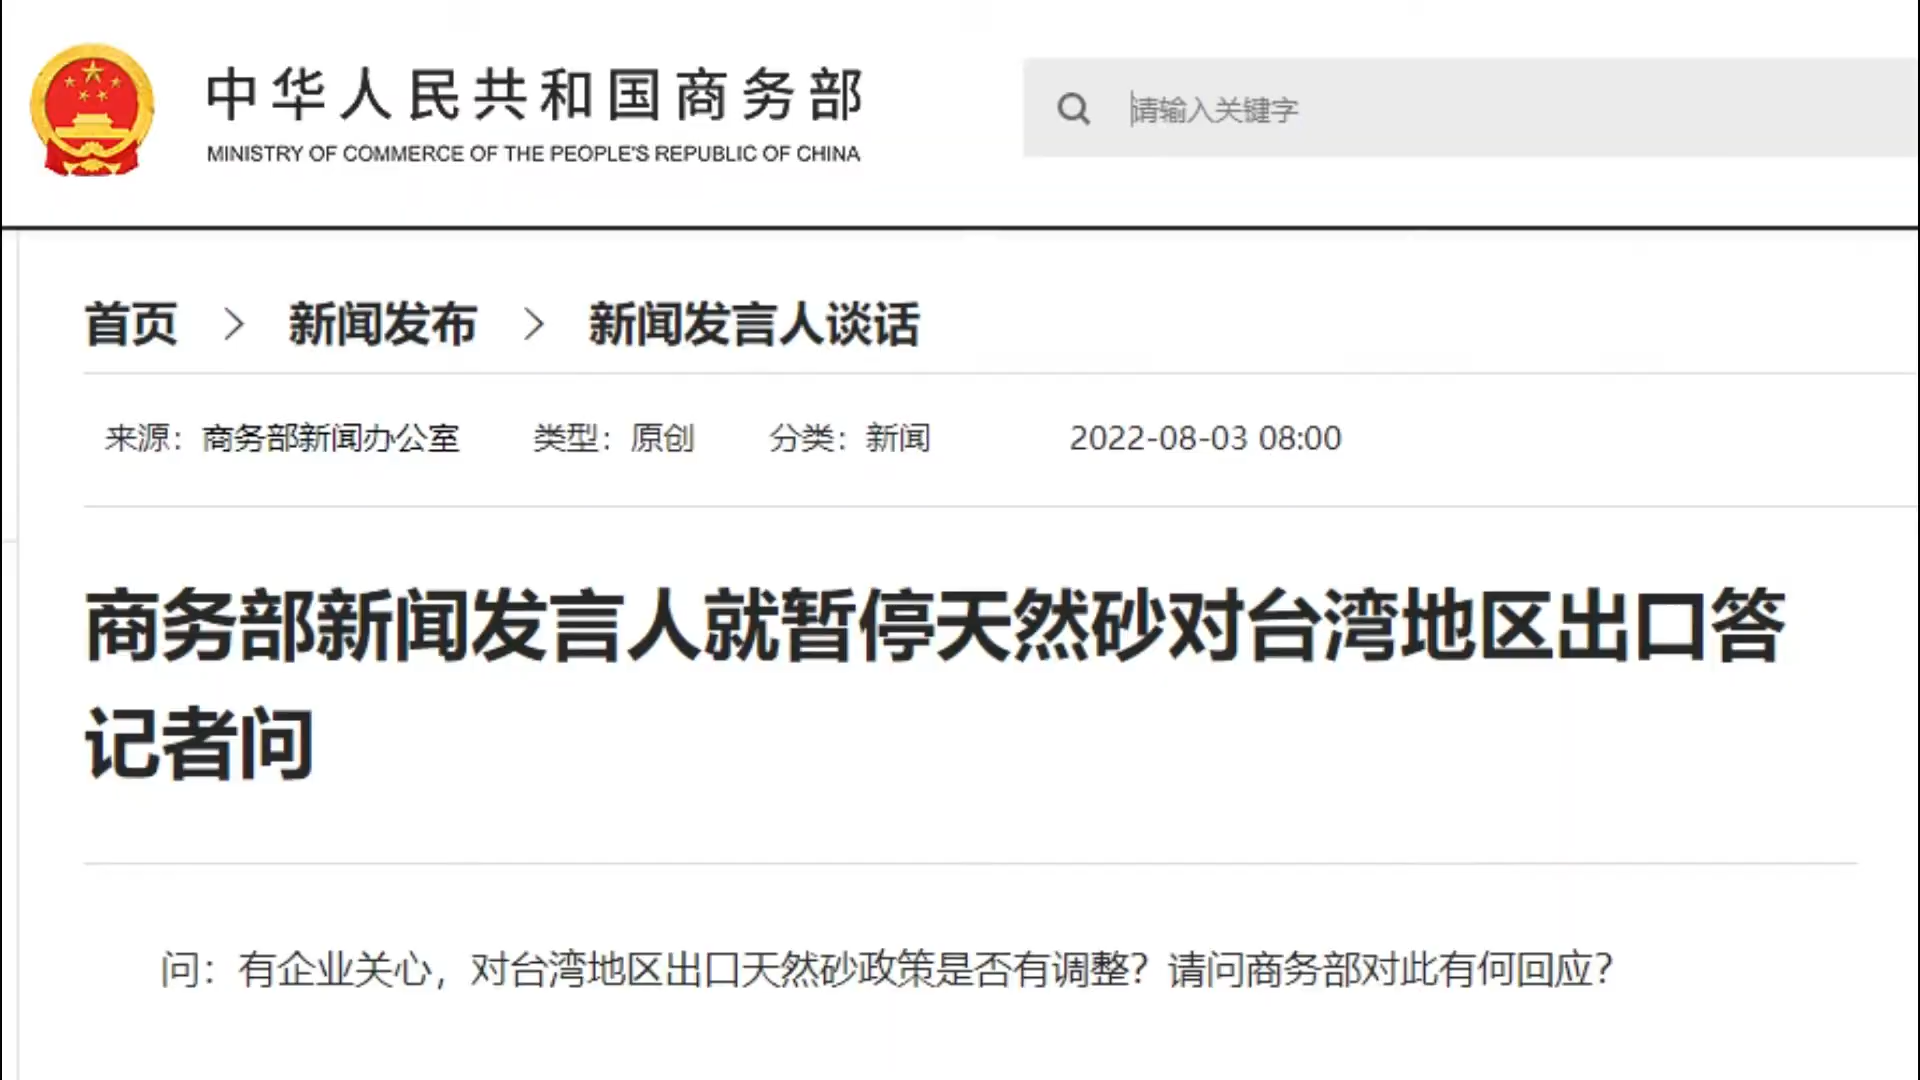 中华人民共和国商务部
MINISTRY OF COMMERCE OF THE PEOPLE'S REPUBLIC OF CHINA
请输入关键字
首页 > 新闻发布 > 新闻发言人谈话
来源：商务部新闻办公室 类型：原创 分类：新闻 2022-08-03 08:00
商务部新闻发言人就暂停天然砂对台湾地区出口答
记者问
问：有企业关心，对台湾地区出口天然砂政策是否有调整？请问商务部对此有何回应？